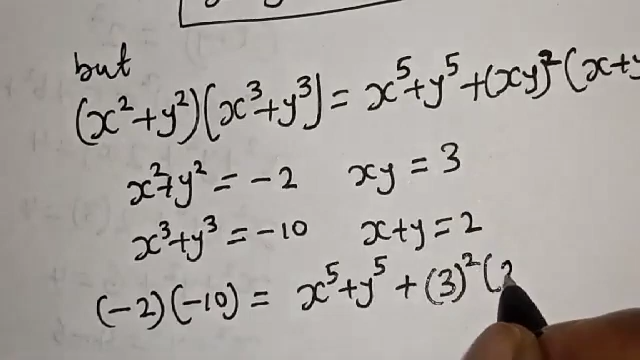 but
(x² + y²)(x³ + y³) = x⁵ + y⁵ + (xy)² (x + y
x² + y² = -2 xy = 3
x³ + y³ = -10 x + y = 2
(-2)(-10) = x⁵ + y⁵ + (3)² (2